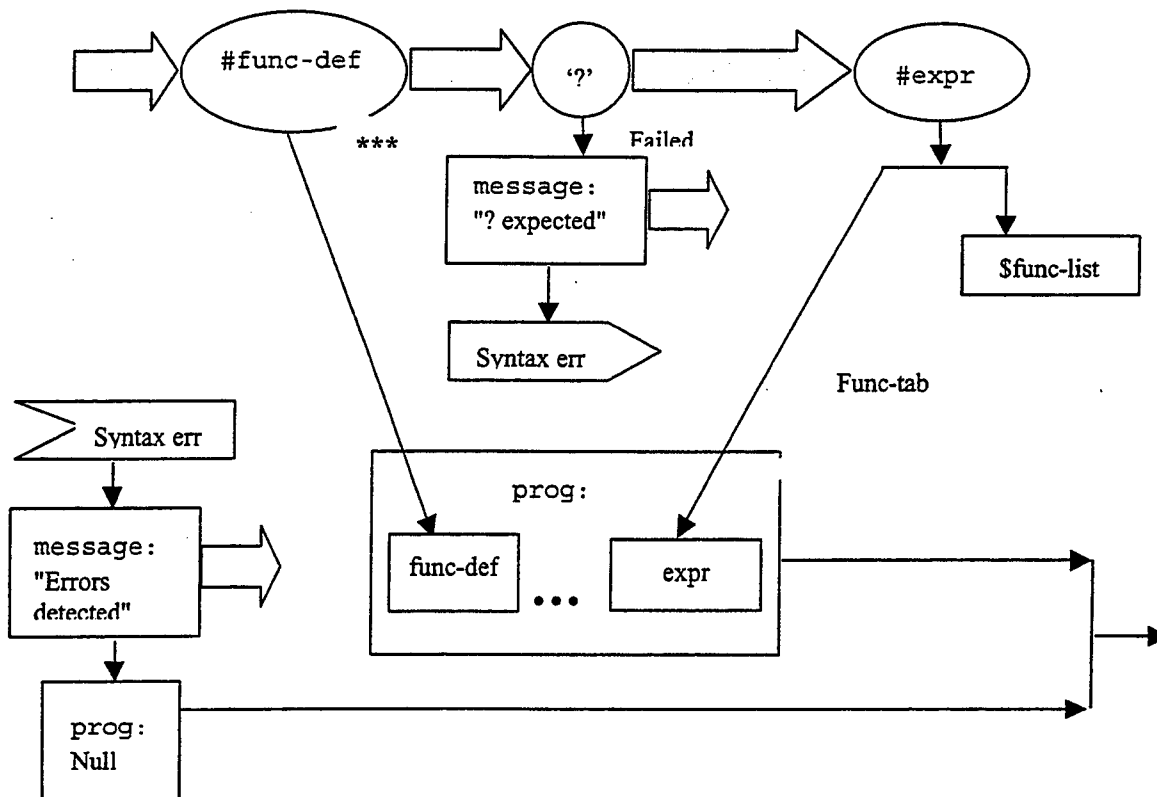 #func-def
'?'
#expr
***
Failed
message:
"? expected"
$func-list
Syntax err
Func-tab
Syntax err
prog:
message:
"Errors
detected"
func-def
•••
expr
prog:
Null